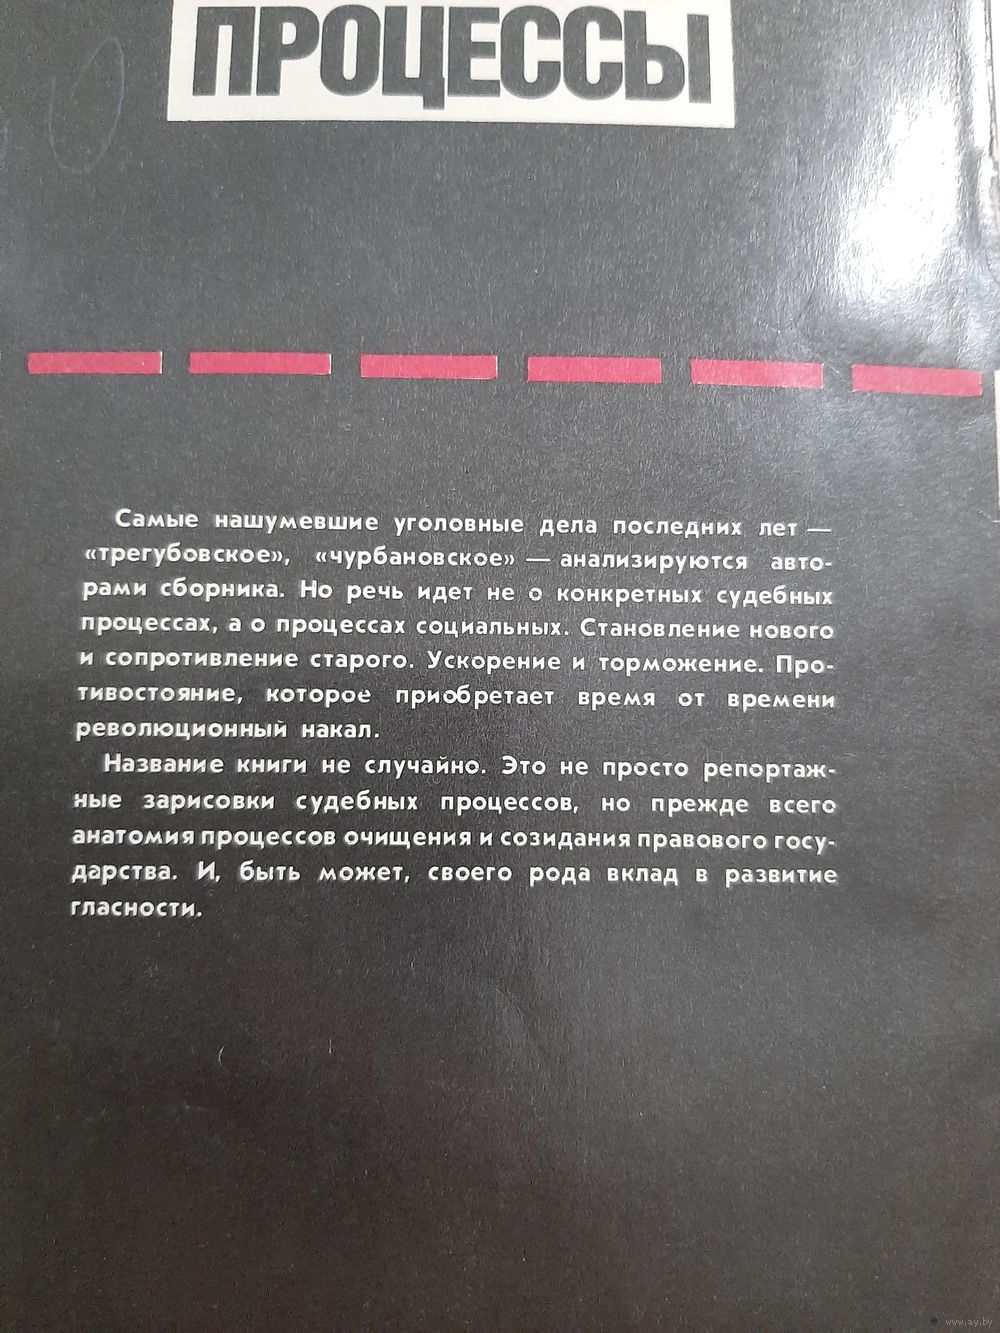 ПРОЦЕССЫ
Самые нашумевшие уголовные дела последних лет —
«трегубовское», «чурбановское» — анализируются авто-
рами сборника. Но речь идет не о конкретных судебных
процессах, а о процессах социальных. Становление нового
и сопротивление старого. Ускорение и торможение. Про-
тивостояние, которое приобретает время от времени
революционный накал.
Название книги не случайно. Это не просто репортаж-
ные зарисовки судебных процессов, но прежде всего
анатомия процессов очищения и созидания правового госу-
дарства. И, быть может, своего рода вклад в развитие
гласности.
www.ay.by